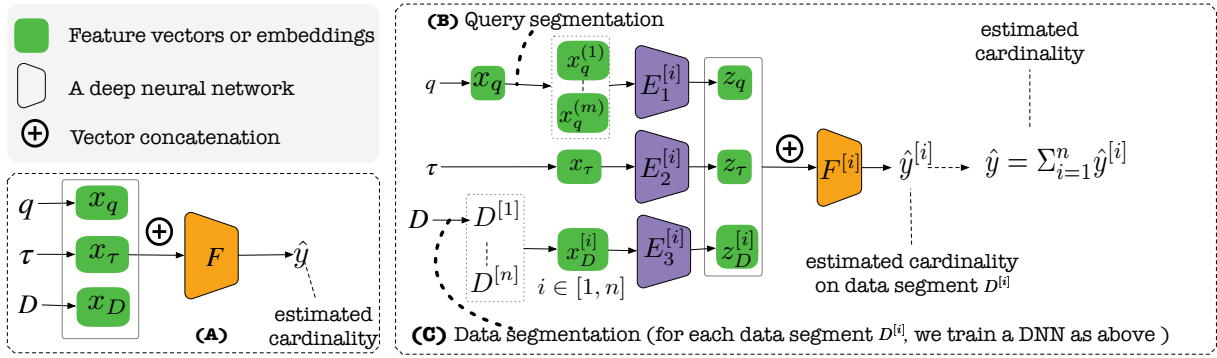 Feature vectors or embeddings
A deep neural network
Vector concatenation
q
x_q
τ
x_τ
D
x_D
F
ŷ
estimated
cardinality
(A)
(B) Query segmentation
q
x_q
x_q^{(1)}
x_q^{(m)}
E_1^{[i]}
z_q
τ
x_τ
E_2^{[i]}
z_τ
D
D^{[1]}
D^{[n]}
x_D^{[i]}
i ∈ [1, n]
E_3^{[i]}
z_D^{[i]}
F^{[i]}
ŷ^{[i]}
ŷ = Σ_{i=1}^n ŷ^{[i]}
estimated
cardinality
estimated cardinality
on data segment D^{[i]}
(C) Data segmentation (for each data segment D^{[i]}, we train a DNN as above )